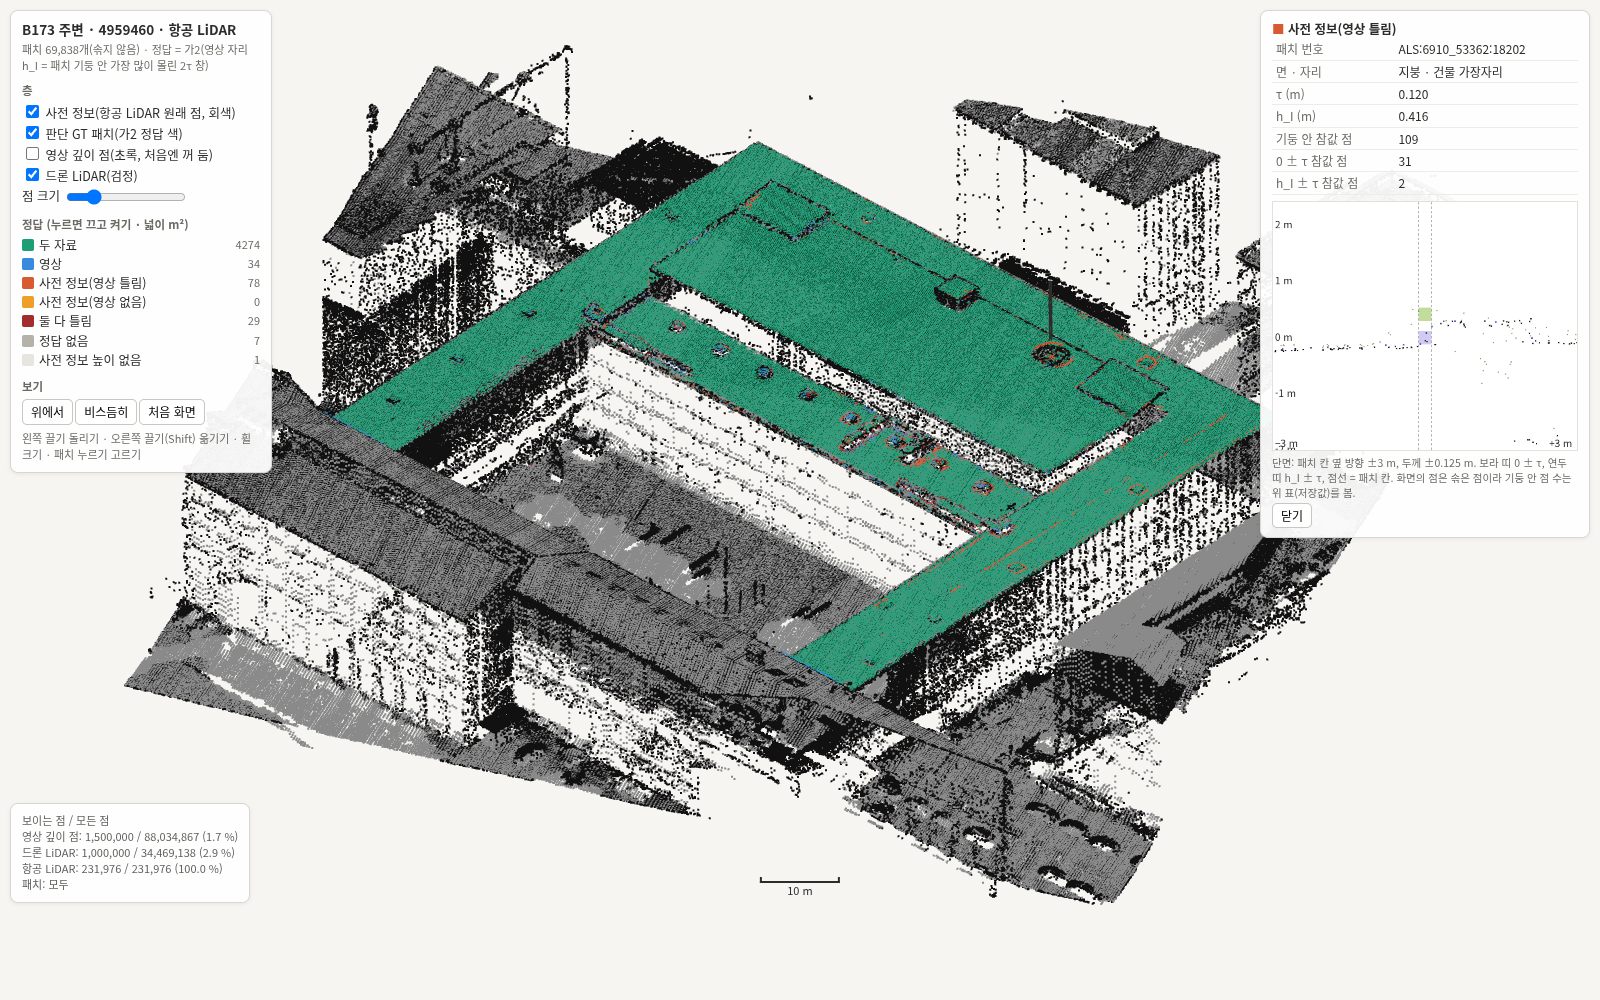 B173 주변 · 4959460 · 항공 LiDAR
패치 69,838개(솎지 않음) · 정답 = 가2(영상 자리
h_I = 패치 기둥 안 가장 많이 몰린 2τ 창)
층
사전 정보(항공 LiDAR 원래 점, 회색)
판단 GT 패치(가2 정답 색)
영상 깊이 점(초록, 처음엔 꺼 둠)
드론 LiDAR(검정)
점 크기
정답 (누르면 끄고 켜기 · 넓이 m²)
두 자료 4274
영상 34
사전 정보(영상 틀림) 78
사전 정보(영상 없음) 0
둘 다 틀림 29
정답 없음 7
사전 정보 높이 없음 1
보기
위에서 비스듬히 처음 화면
왼쪽 끌기 돌리기 · 오른쪽 끌기(Shift) 옮기기 · 휠
크기 · 패치 누르기 고르기
사전 정보(영상 틀림)
패치 번호 ALS:6910_53362:18202
면 · 자리 지붕 · 건물 가장자리
τ (m) 0.120
h_I (m) 0.416
기둥 안 참값 점 109
0 ± τ 참값 점 31
h_I ± τ 참값 점 2
2 m
1 m
0 m
-1 m
−3 m +3 m
단면: 패치 칸 옆 방향 ±3 m, 두께 ±0.125 m. 보라 띠 0 ± τ, 연두
띠 h_I ± τ, 점선 = 패치 칸. 화면의 점은 솎은 점이라 기둥 안 점 수는
위 표(저장값)를 봄.
닫기
보이는 점 / 모든 점
영상 깊이 점: 1,500,000 / 88,034,867 (1.7 %)
드론 LiDAR: 1,000,000 / 34,469,138 (2.9 %)
항공 LiDAR: 231,976 / 231,976 (100.0 %)
패치: 모두
10 m